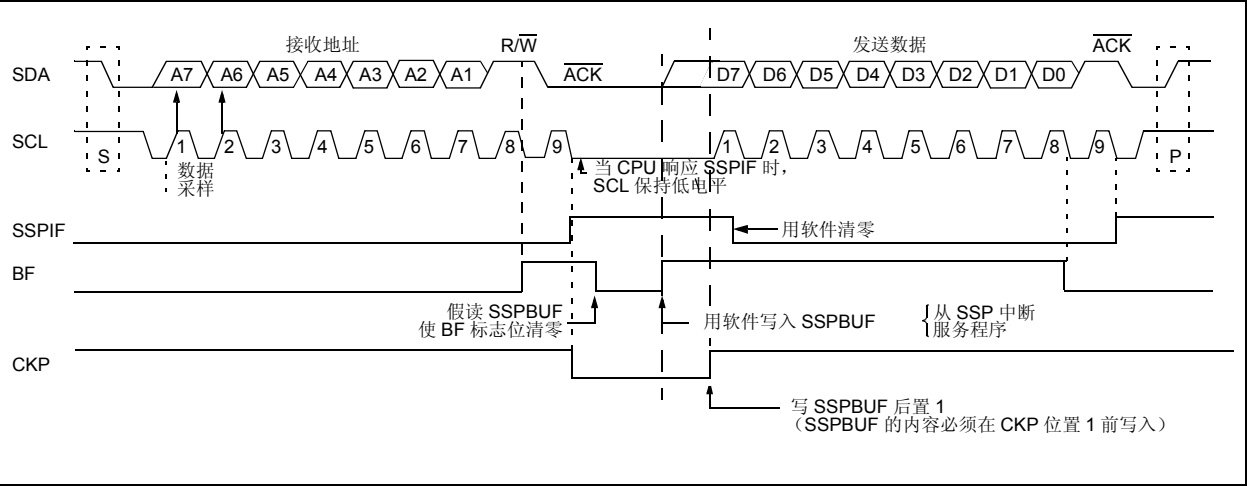 接收地址 R/W 发送数据 ACK
SDA A7 A6 A5 A4 A3 A2 A1 ACK D7 D6 D5 D4 D3 D2 D1 D0
SCL S 1 2 3 4 5 6 7 8 9 1 2 3 4 5 6 7 8 9 P
数据
采样
当 CPU 响应 SSPIF 时，
SCL 保持低电平
SSPIF 用软件清零
BF
假读 SSPBUF
使 BF 标志位清零
用软件写入 SSPBUF
从 SSP 中断
服务程序
CKP
写 SSPBUF 后置 1
（SSPBUF 的内容必须在 CKP 位置 1 前写入）